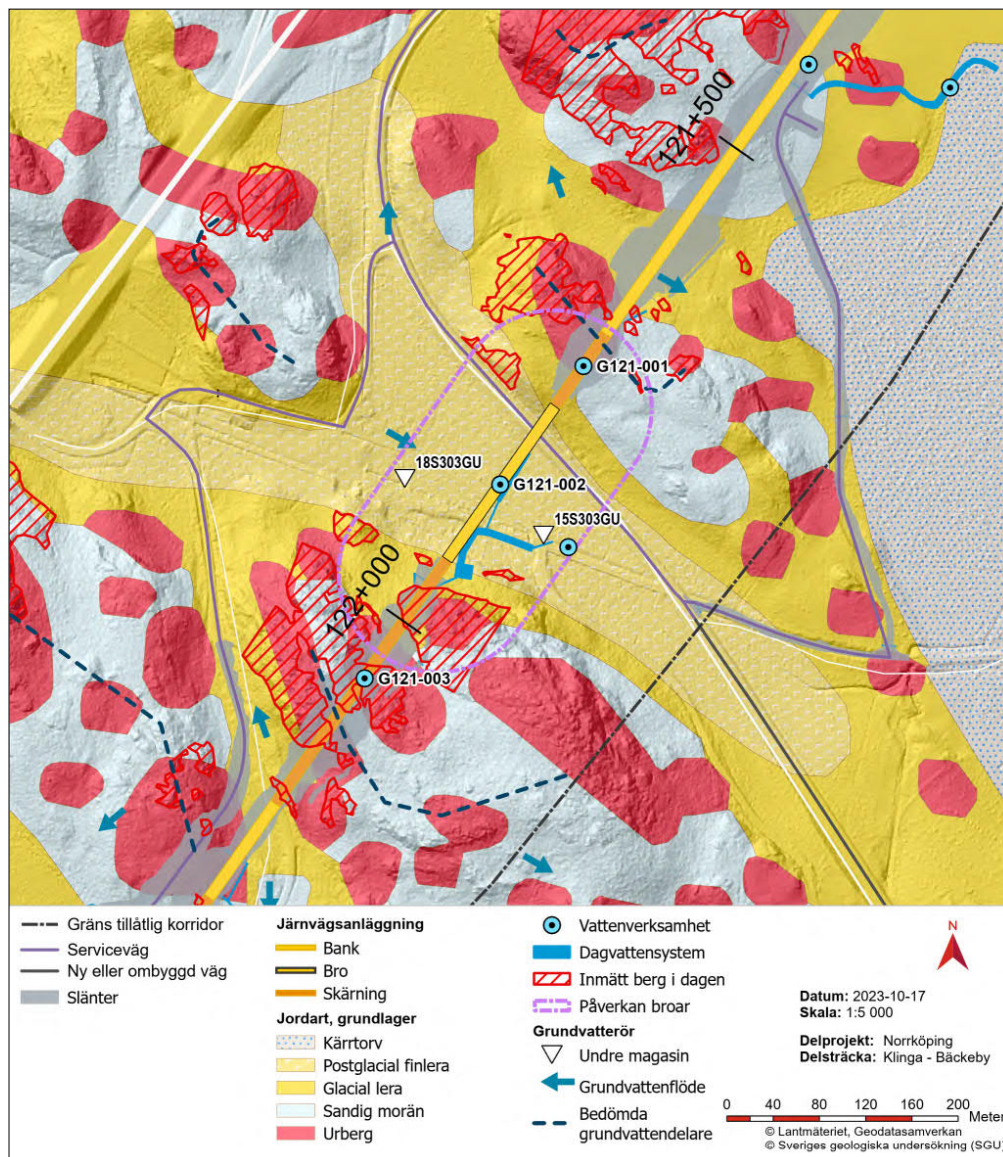 121+500
G121-001
18S303GU
G121-002
15S303GU
122+000
G121-003
Gräns tillåtlig korridor
Serviceväg
Ny eller ombyggd väg
Slänter
Järnvägsanläggning
Bank
Bro
Skärning
Jordart, grundlager
Kärrtorv
Postglacial finlera
Glacial lera
Sandig morän
Urberg
Vattenverksamhet
Dagvattensystem
Inmätt berg i dagen
Påverkan broar
Grundvatterör
Undre magasin
Grundvattenflöde
Bedömda
grundvattendelare
N
Datum: 2023-10-17
Skala: 1:5 000
Delprojekt: Norrköping
Delsträcka: Klinga - Bäckeby
0 40 80 120 160 200
Meter
© Lantmäteriet, Geodatasamverkan
© Sveriges geologiska undersökning (SGU)